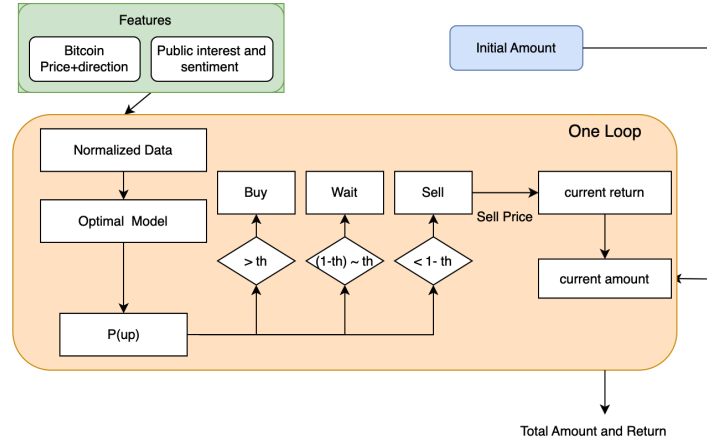 Features
Bitcoin
Price+direction
Public interest and
sentiment
Initial Amount
One Loop
Normalized Data
Optimal Model
P(up)
Buy
Wait
Sell
> th
(1-th) ~ th
< 1- th
Sell Price
current return
current amount
Total Amount and Return